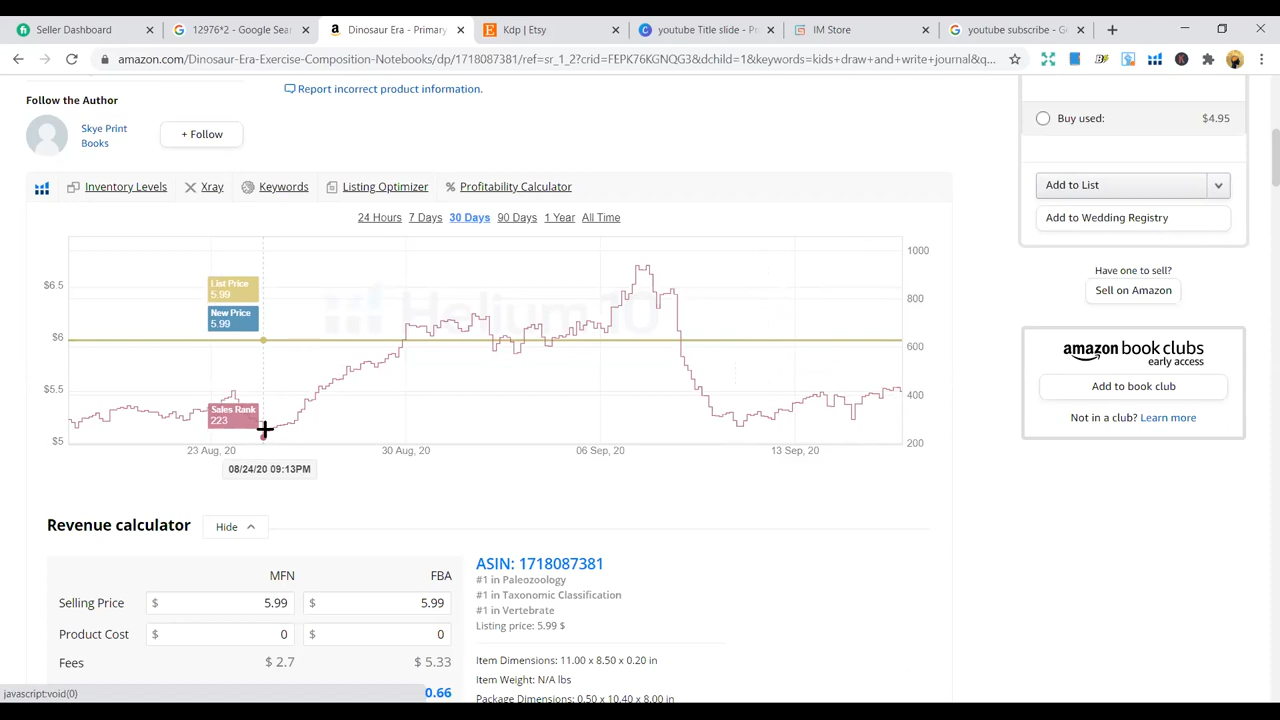 Seller Dashboard
12976*2 - Google Sea
Dinosaur Era - Primary
Kdp | Etsy
youtube Title slide - P
IM Store
youtube subscribe - G
amazon.com/Dinosaur-Era-Exercise-Composition-Notebook/dp/1718087381/ref=sr_1_2?crid=FEPK76KGNQG3&dchild=1&keywords=kids+draw+and+write+journal&q...
Report incorrect product information.
Follow the Author
Skye Print
Books
+ Follow
Buy used:
$4.95
Add to List
Add to Wedding Registry
Have one to sell?
Sell on Amazon
amazon book clubs
early access
Add to book club
Not in a club? Learn more
Inventory Levels
Xray
Keywords
Listing Optimizer
Profitability Calculator
24 Hours 7 Days 30 Days 90 Days 1 Year All Time
$6.5
$6
$5.5
$5
1000
800
600
400
200
List Price
5.99
New Price
5.99
Helium 10
Sales Rank
223
23 Aug, 20
30 Aug, 20
06 Sep, 20
13 Sep, 20
08/24/20 09:13PM
Revenue calculator
Hide
MFN
FBA
Selling Price
$ 5.99
$ 5.99
Product Cost
$ 0
$ 0
Fees
$ 2.7
$ 5.33
0.66
ASIN: 1718087381
#1 in Paleozoology
#1 in Taxonomic Classification
#1 in Vertebrate
Listing price: 5.99 $
Item Dimensions: 11.00 x 8.50 x 0.20 in
Item Weight: N/A lbs
Package Dimensions: 0.50 x 10.40 x 8.00 in
javascript:void(0)